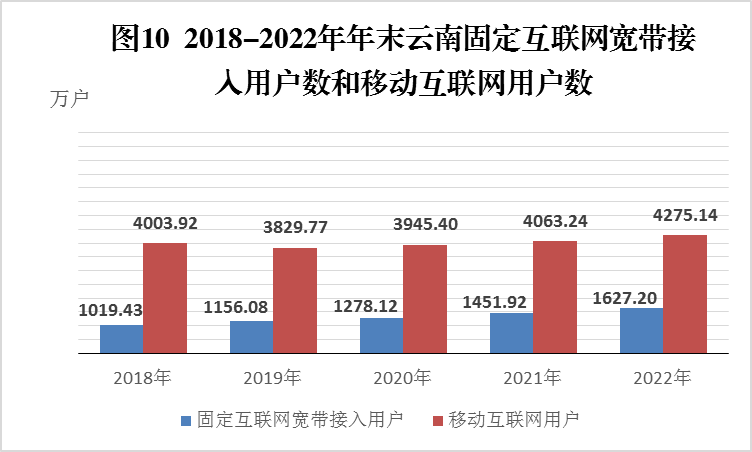 图10 2018-2022年年末云南固定互联网宽带接
入用户数和移动互联网用户数
万户
4003.92 3829.77 3945.40 4063.24 4275.14
1019.43 1156.08 1278.12 1451.92 1627.20
2018年 2019年 2020年 2021年 2022年
固定互联网宽带接入用户 移动互联网用户